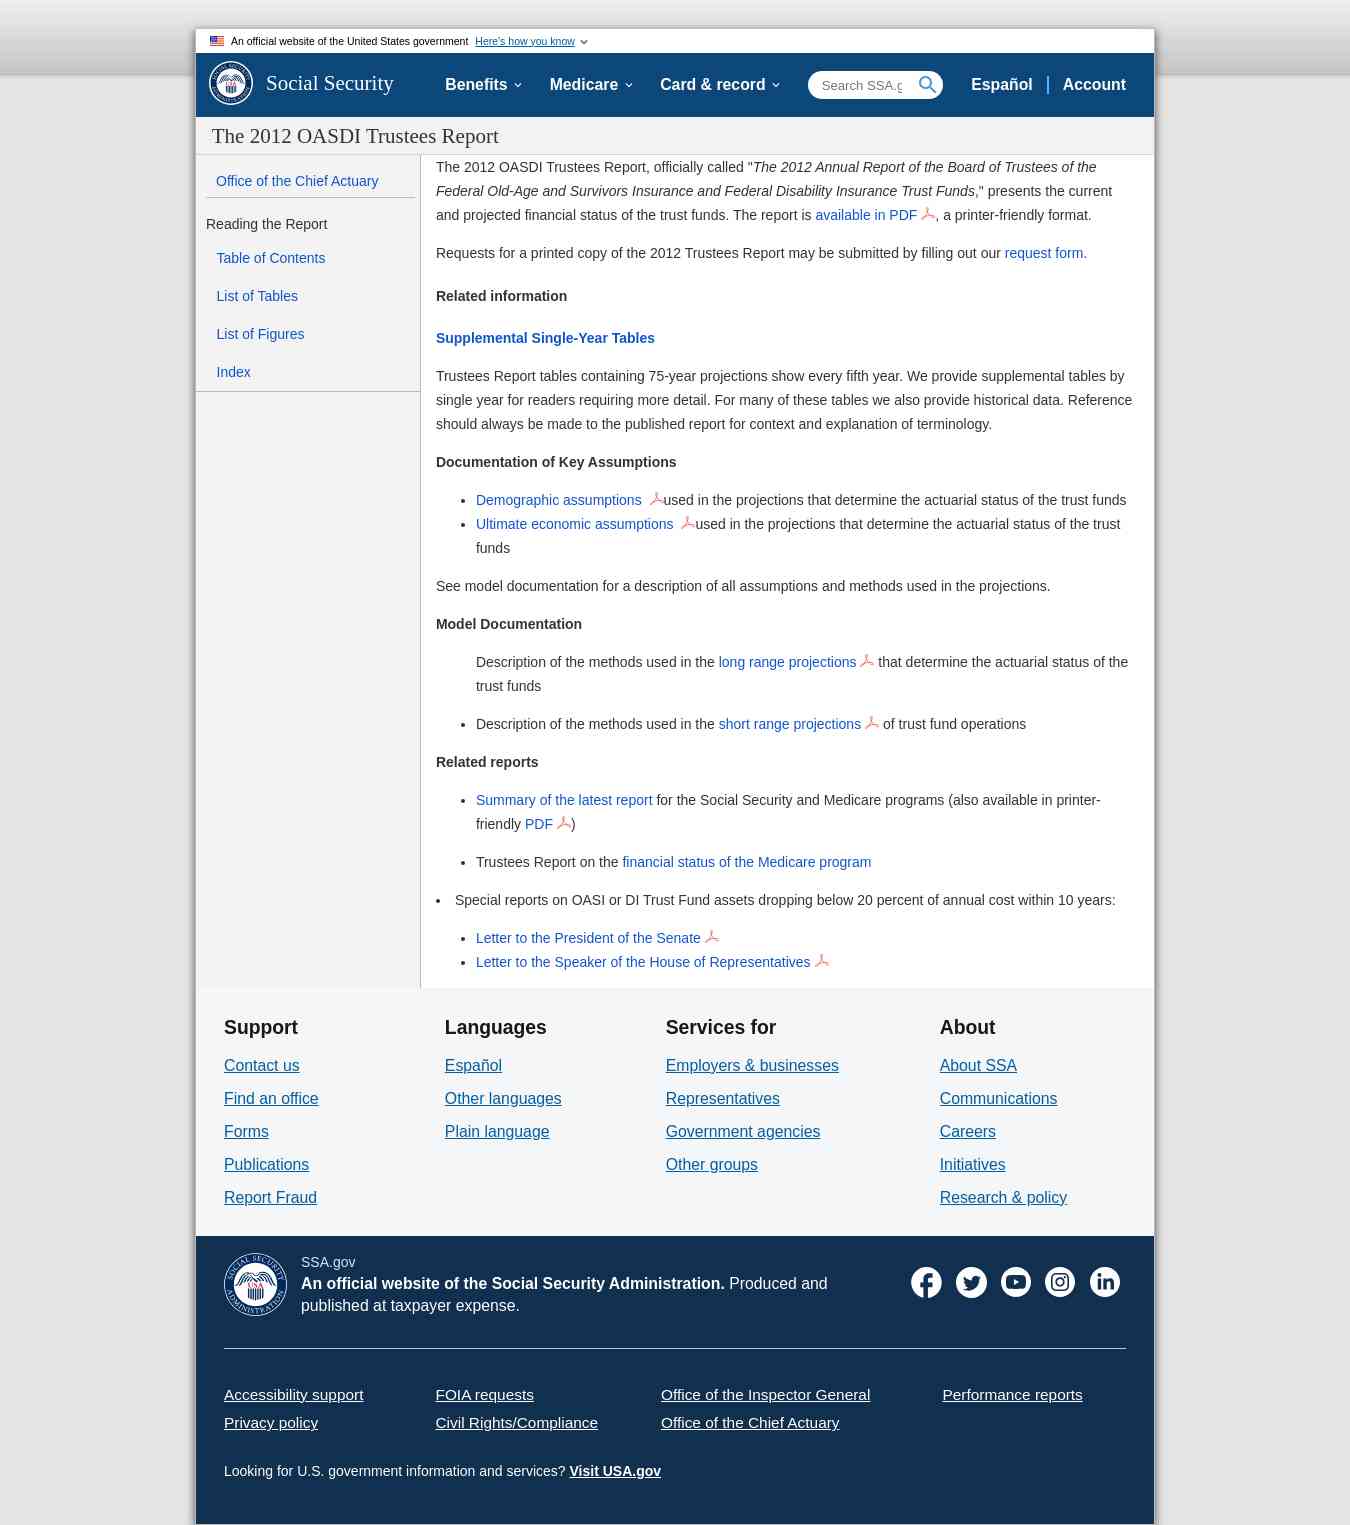 An official website of the United States government Here's how you know
Social Security
Benefits
Medicare
Card & record
Search SSA.g
Español
Account
The 2012 OASDI Trustees Report
Office of the Chief Actuary
Reading the Report
Table of Contents
List of Tables
List of Figures
Index
The 2012 OASDI Trustees Report, officially called "The 2012 Annual Report of the Board of Trustees of the
Federal Old-Age and Survivors Insurance and Federal Disability Insurance Trust Funds," presents the current
and projected financial status of the trust funds. The report is available in PDF , a printer-friendly format.
Requests for a printed copy of the 2012 Trustees Report may be submitted by filling out our request form.
Related information
Supplemental Single-Year Tables
Trustees Report tables containing 75-year projections show every fifth year. We provide supplemental tables by
single year for readers requiring more detail. For many of these tables we also provide historical data. Reference
should always be made to the published report for context and explanation of terminology.
Documentation of Key Assumptions
• Demographic assumptions used in the projections that determine the actuarial status of the trust funds
• Ultimate economic assumptions used in the projections that determine the actuarial status of the trust
funds
See model documentation for a description of all assumptions and methods used in the projections.
Model Documentation
Description of the methods used in the long range projections that determine the actuarial status of the
trust funds
• Description of the methods used in the short range projections of trust fund operations
Related reports
• Summary of the latest report for the Social Security and Medicare programs (also available in printer-
friendly PDF )
• Trustees Report on the financial status of the Medicare program
• Special reports on OASI or DI Trust Fund assets dropping below 20 percent of annual cost within 10 years:
• Letter to the President of the Senate
• Letter to the Speaker of the House of Representatives
Support
Contact us
Find an office
Forms
Publications
Report Fraud
Languages
Español
Other languages
Plain language
Services for
Employers & businesses
Representatives
Government agencies
Other groups
About
About SSA
Communications
Careers
Initiatives
Research & policy
SOCIAL SECURITY
USA
ADMINISTRATION
SSA.gov
An official website of the Social Security Administration. Produced and
published at taxpayer expense.
Accessibility support
FOIA requests
Office of the Inspector General
Performance reports
Privacy policy
Civil Rights/Compliance
Office of the Chief Actuary
Looking for U.S. government information and services? Visit USA.gov